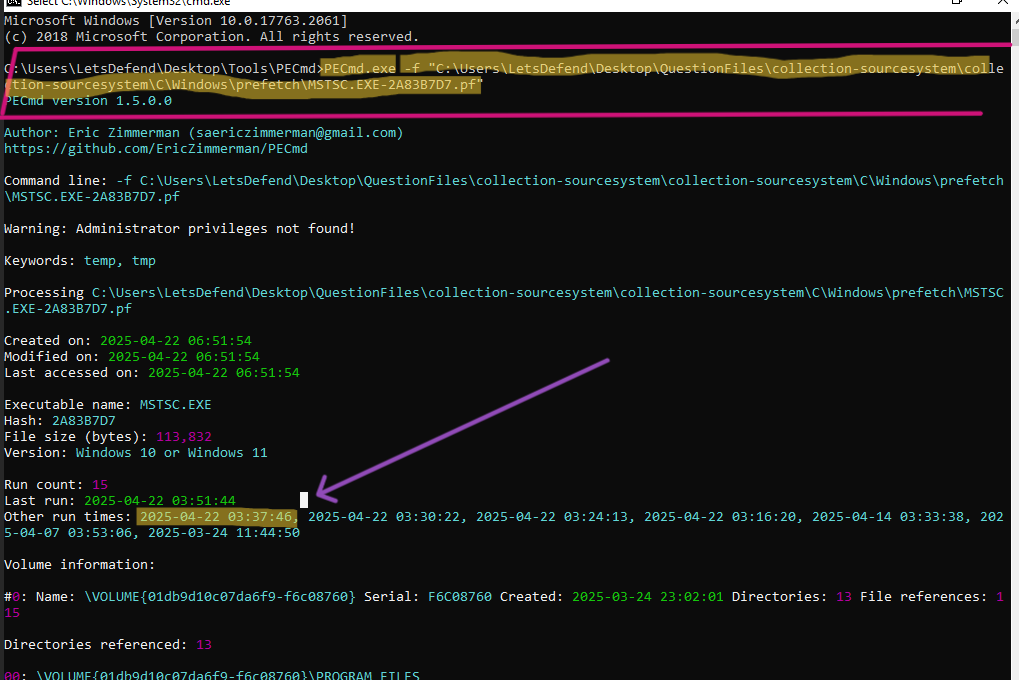 Select C:\Windows\System32\cmd.exe
Microsoft Windows [Version 10.0.17763.2061]
(c) 2018 Microsoft Corporation. All rights reserved.
C:\Users\LetsDefend\Desktop\Tools\PECmd>PECmd.exe -f "C:\Users\LetsDefend\Desktop\QuestionFiles\collection-sourcesystem\colle
ction-sourcesystem\C\Windows\prefetch\MSTSC.EXE-2A83B7D7.pf"
PECmd version 1.5.0.0
Author: Eric Zimmerman (saericzimmerman@gmail.com)
https://github.com/EricZimmerman/PECmd
Command line: -f C:\Users\LetsDefend\Desktop\QuestionFiles\collection-sourcesystem\collection-sourcesystem\C\Windows\prefetch
\MSTSC.EXE-2A83B7D7.pf
Warning: Administrator privileges not found!
Keywords: temp, tmp
Processing C:\Users\LetsDefend\Desktop\QuestionFiles\collection-sourcesystem\collection-sourcesystem\C\Windows\prefetch\MSTSC
.EXE-2A83B7D7.pf
Created on: 2025-04-22 06:51:54
Modified on: 2025-04-22 06:51:54
Last accessed on: 2025-04-22 06:51:54
Executable name: MSTSC.EXE
Hash: 2A83B7D7
File size (bytes): 113,832
Version: Windows 10 or Windows 11
Run count: 15
Last run: 2025-04-22 03:51:44
Other run times: 2025-04-22 03:37:46, 2025-04-22 03:30:22, 2025-04-22 03:24:13, 2025-04-22 03:16:20, 2025-04-14 03:33:38, 202
5-04-07 03:53:06, 2025-03-24 11:44:50
Volume information:
#0: Name: \VOLUME{01db9d10c07da6f9-f6c08760} Serial: F6C08760 Created: 2025-03-24 23:02:01 Directories: 13 File references: 1
15
Directories referenced: 13
00: \VOLUME{01db9d10c07da6f9-f6c08760}\PROGRAM FILES